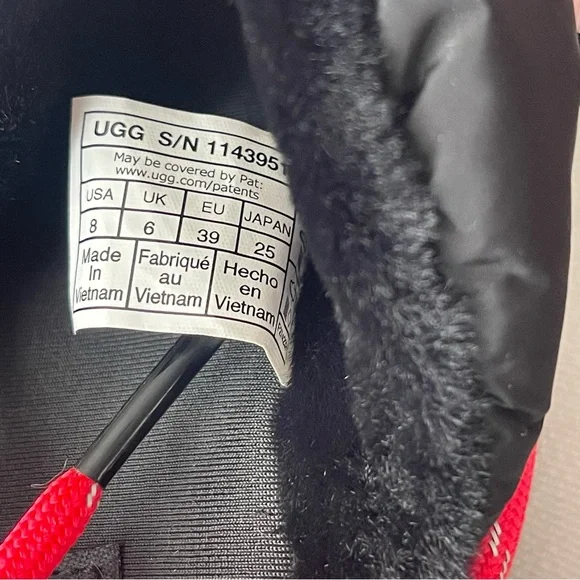 UGG S/N 1143951
May be covered by Pat:
www.ugg.com/patents
USA UK EU JAPAN
8 6 39 25
Made In Vietnam
Fabriqué au Vietnam
Hecho en Vietnam